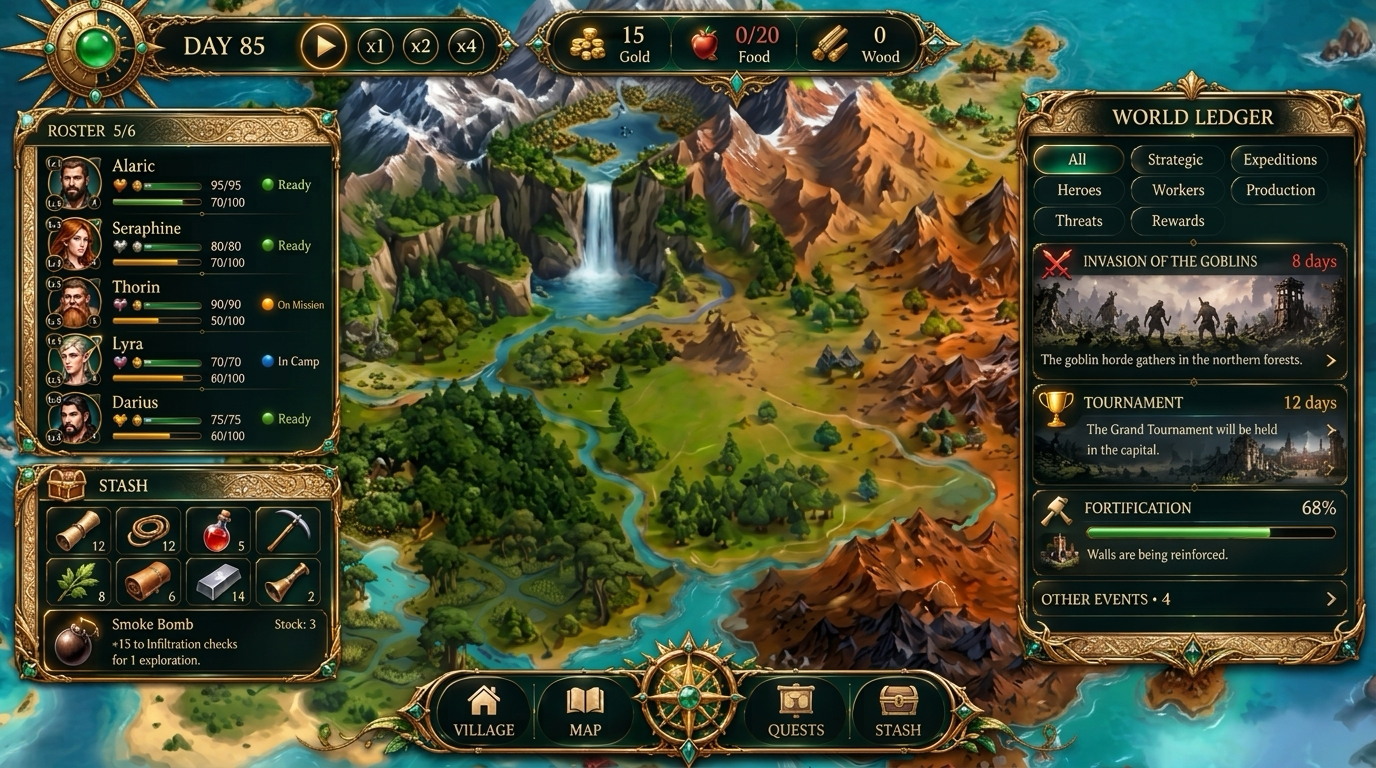 DAY 85
x1
x2
x4
15
Gold
0/20
Food
0
Wood
ROSTER 5/6
Alaric
95/95
70/100
Ready
Seraphine
80/80
70/100
Ready
Thorin
90/90
50/100
On Missien
Lyra
70/70
60/100
In Camp
Darius
75/75
60/100
Ready
STASH
12
12
5
8
6
14
2
Smoke Bomb
Stock: 3
+15 to Infiltration checks
for 1 exploration.
WORLD LEDGER
All
Strategic
Expeditions
Heroes
Workers
Production
Threats
Rewards
INVASION OF THE GOBLINS
8 days
The goblin horde gathers in the northern forests.
TOURNAMENT
12 days
The Grand Tournament will be held
in the capital.
FORTIFICATION
68%
Walls are being reinforced.
OTHER EVENTS • 4
VILLAGE
MAP
QUESTS
STASH